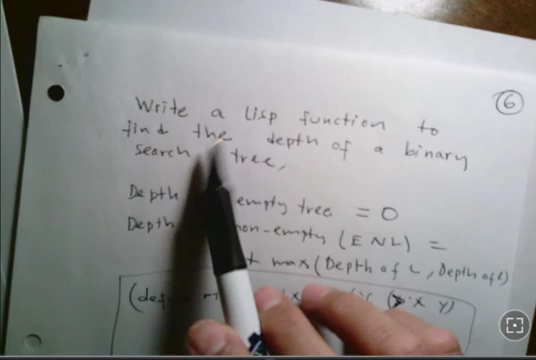 6
Write a Lisp function to
find the depth of a binary
search tree,
Depth empty tree = 0
Depth non-empty (E N L) =
max (Depth of L, Depth of
(x y)